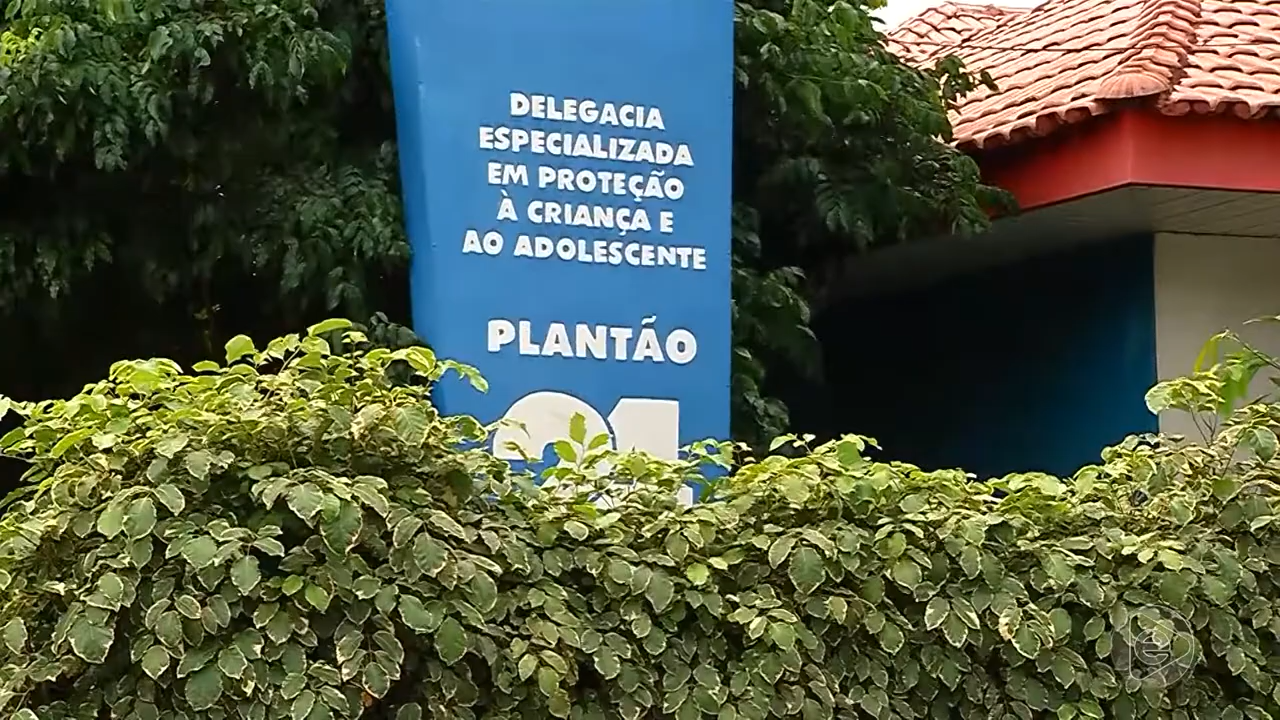 DELEGACIA
ESPECIALIZADA
EM PROTEÇÃO
À CRIANÇA E
AO ADOLESCENTE
PLANTÃO